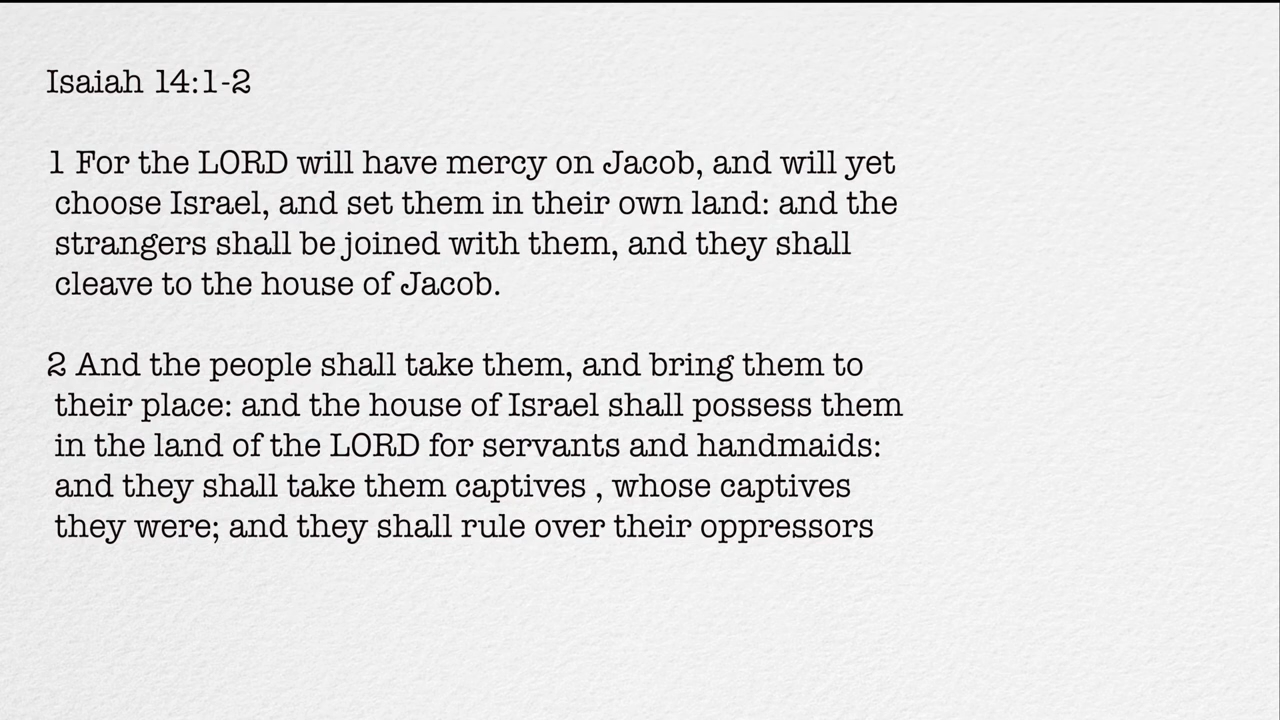 Isaiah 14:1-2
1 For the LORD will have mercy on Jacob, and will yet
choose Israel, and set them in their own land: and the
strangers shall be joined with them, and they shall
cleave to the house of Jacob.
2 And the people shall take them, and bring them to
their place: and the house of Israel shall possess them
in the land of the LORD for servants and handmaids:
and they shall take them captives , whose captives
they were; and they shall rule over their oppressors